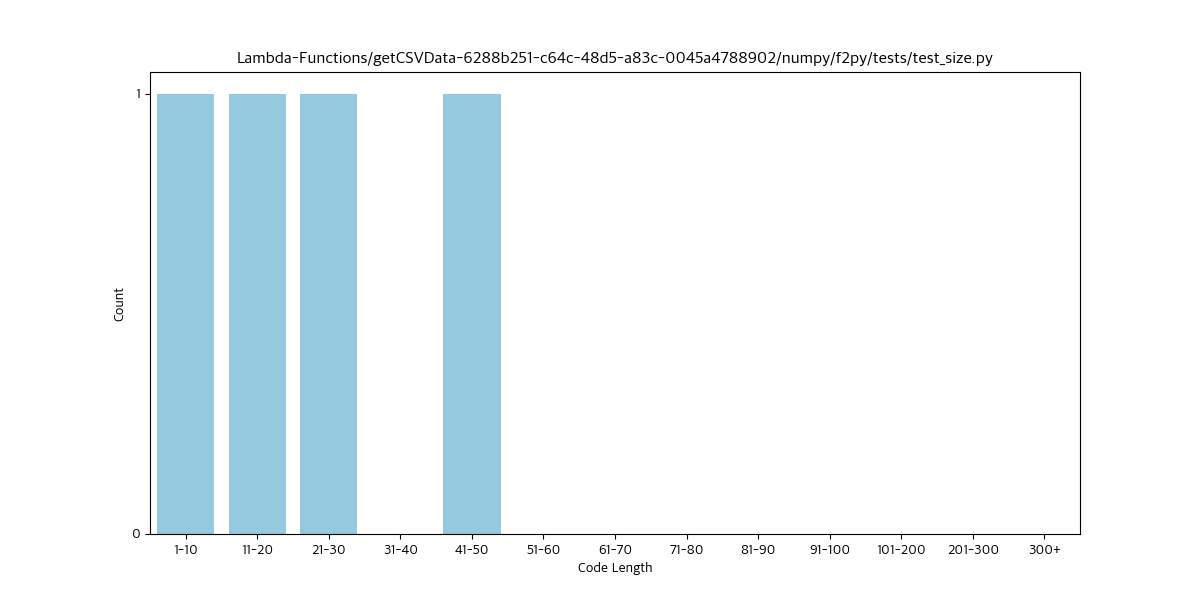 Lambda-Functions/getCSVData-6288b251-c64c-48d5-a83c-0045a4788902/numpy/f2py/tests/test_size.py
1
Count
0
1-10 11-20 21-30 31-40 41-50 51-60 61-70 71-80 81-90 91-100 101-200 201-300 300+
Code Length